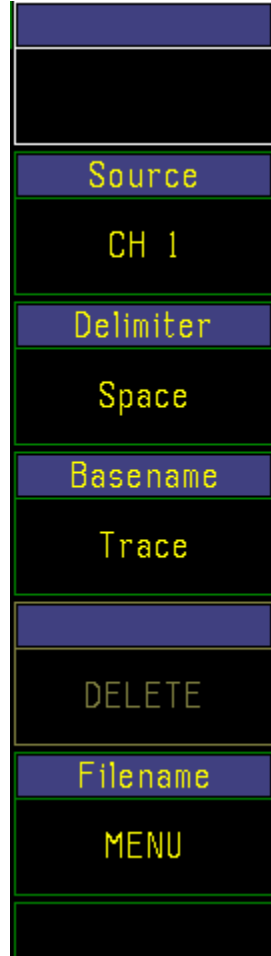 Source
CH 1
Delimiter
Space
Basename
Trace
DELETE
Filename
MENU